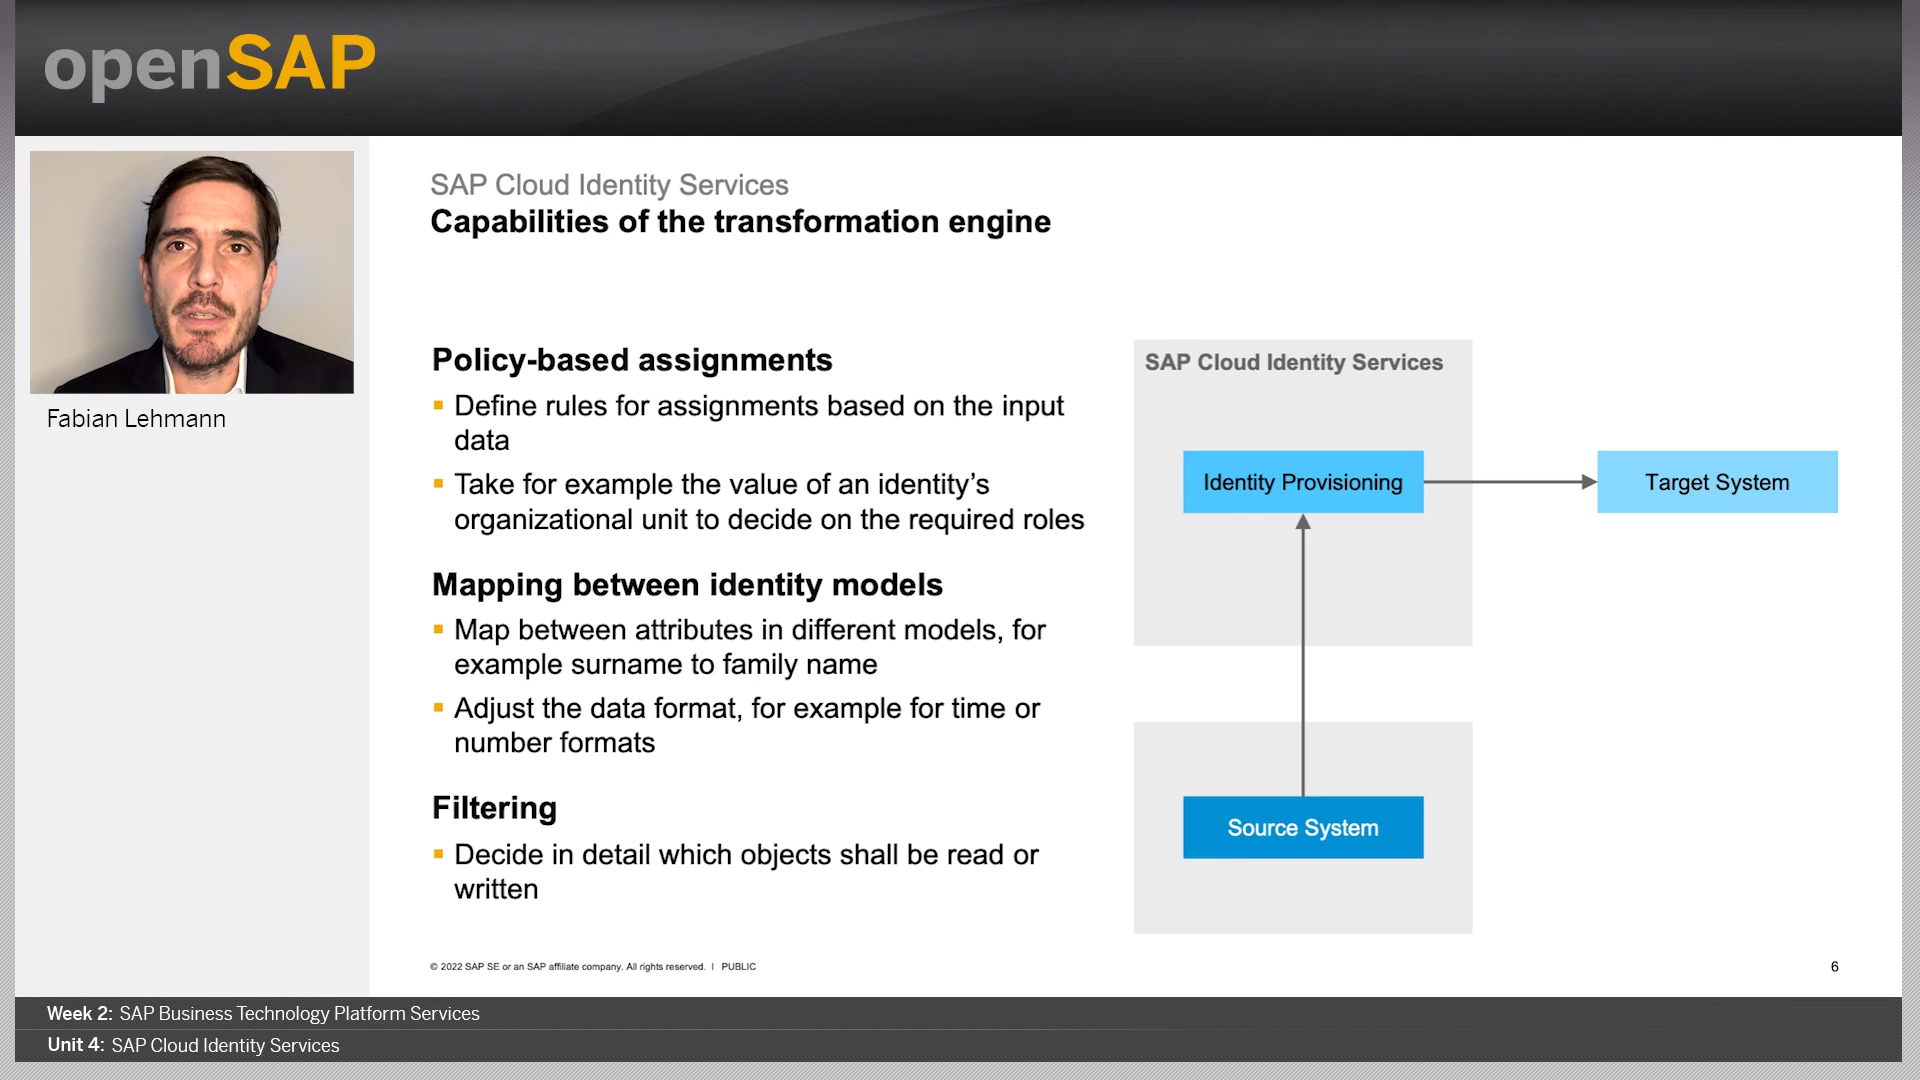 openSAP
Fabian Lehmann
SAP Cloud Identity Services
Capabilities of the transformation engine
Policy-based assignments
Define rules for assignments based on the input
data
Take for example the value of an identity’s
organizational unit to decide on the required roles
Mapping between identity models
Map between attributes in different models, for
example surname to family name
Adjust the data format, for example for time or
number formats
Filtering
Decide in detail which objects shall be read or
written
SAP Cloud Identity Services
Identity Provisioning
Target System
Source System
© 2022 SAP SE or an SAP affiliate company. All rights reserved. I PUBLIC
6
Week 2: SAP Business Technology Platform Services
Unit 4: SAP Cloud Identity Services